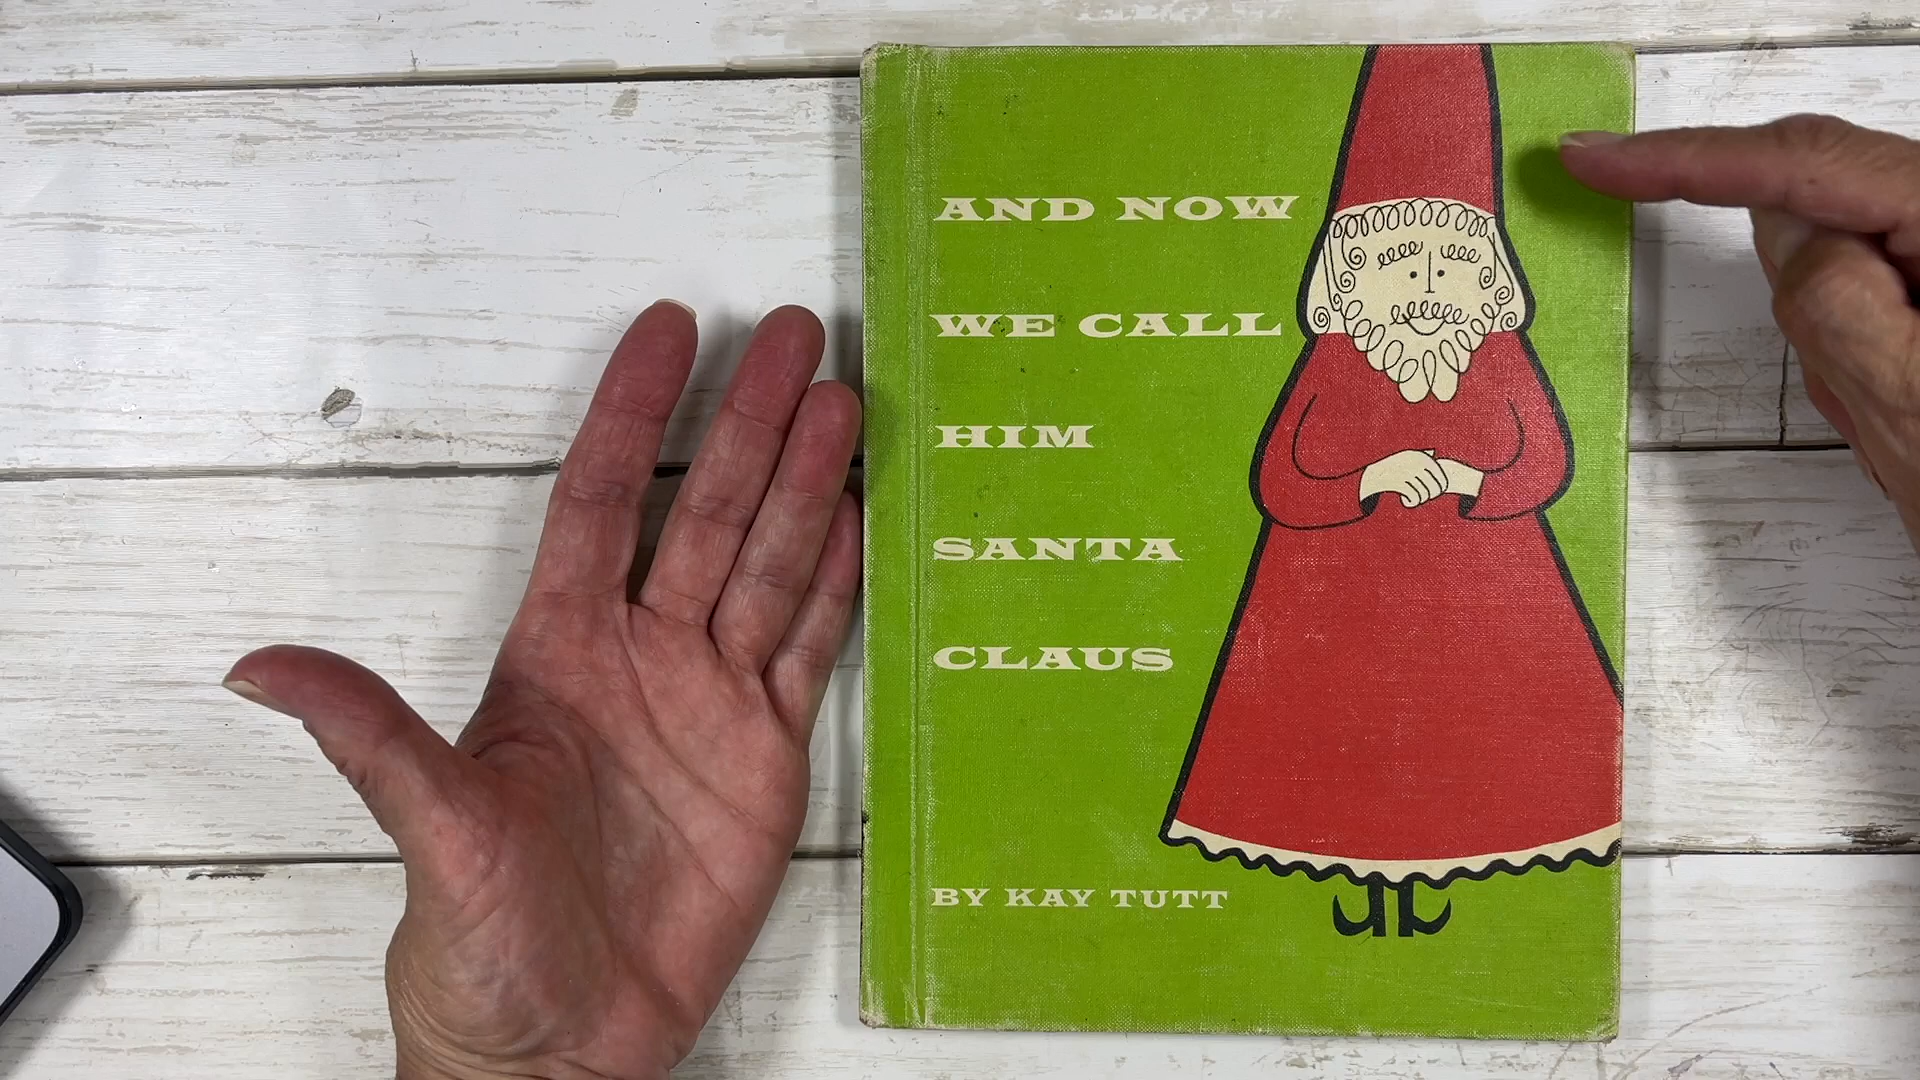 AND NOW
WE CALL
HIM
SANTA
CLAUS
BY KAY TUTT